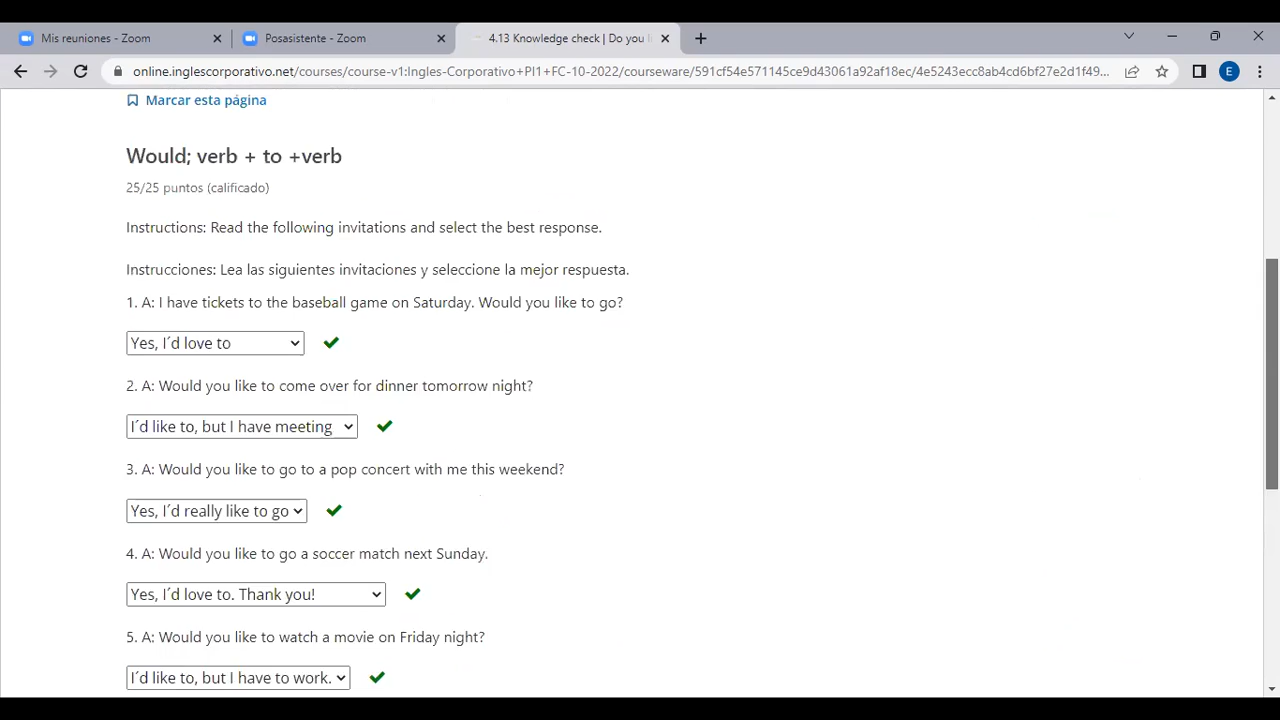 Mis reuniones - Zoom
Posasistente - Zoom
4.13 Knowledge check | Do you l
online.inglescorporativo.net/courses/course-v1:Ingles-Corporativo+PI1+FC-10-2022/courseware/591cf54e571145ce9d43061a92af18ec/4e5243ecc8ab4cd6bf27e2d1f49...
E
Marcar esta página
Would; verb + to +verb
25/25 puntos (calificado)
Instructions: Read the following invitations and select the best response.
Instrucciones: Lea las siguientes invitaciones y seleccione la mejor respuesta.
1. A: I have tickets to the baseball game on Saturday. Would you like to go?
Yes, I´d love to
2. A: Would you like to come over for dinner tomorrow night?
I´d like to, but I have meeting
3. A: Would you like to go to a pop concert with me this weekend?
Yes, I´d really like to go
4. A: Would you like to go a soccer match next Sunday.
Yes, I´d love to. Thank you!
5. A: Would you like to watch a movie on Friday night?
I´d like to, but I have to work.